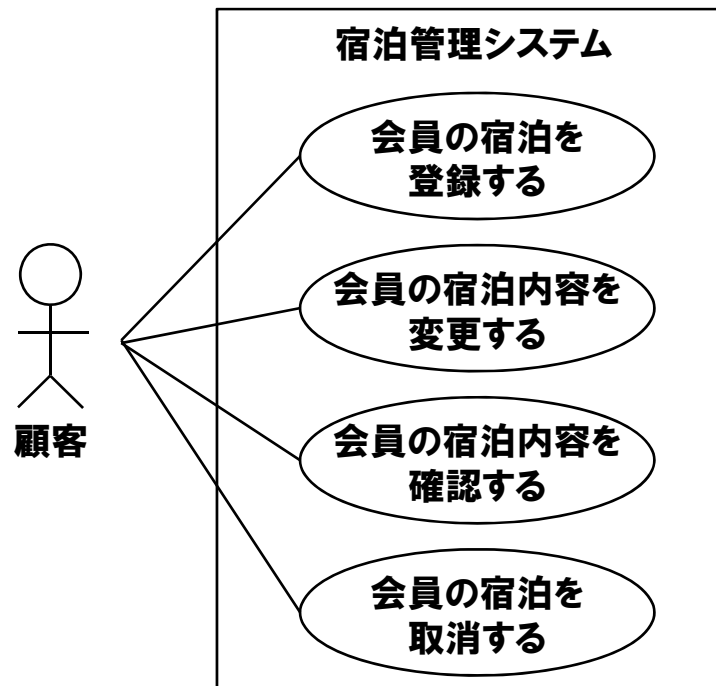 宿泊管理システム
会員の宿泊を
登録する
会員の宿泊内容を
変更する
顧客
会員の宿泊内容を
確認する
会員の宿泊を
取消する